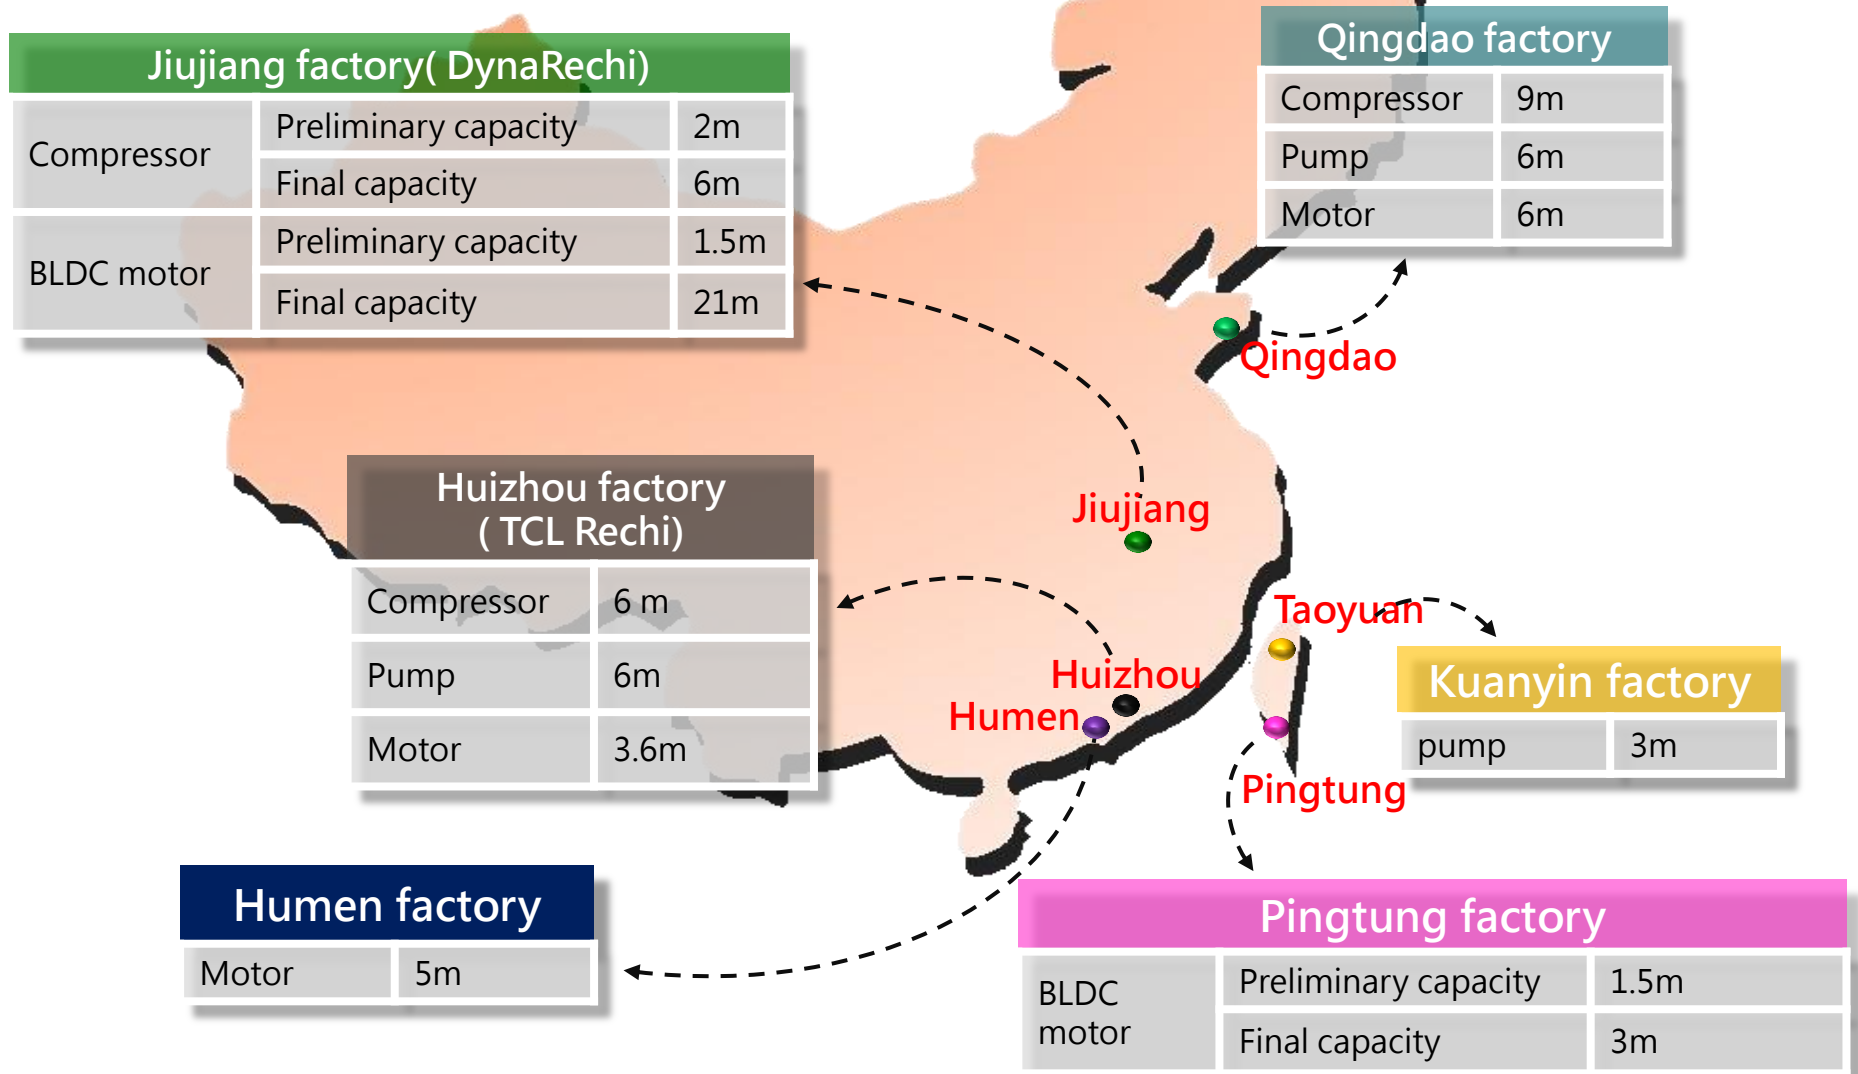 Jiujiang factory( DynaRechi)
Compressor
Preliminary capacity
2m
Final capacity
6m
BLDC motor
Preliminary capacity
1.5m
Final capacity
21m
Qingdao factory
Compressor
9m
Pump
6m
Motor
6m
Qingdao
Huizhou factory
( TCL Rechi)
Compressor
6 m
Pump
6m
Motor
3.6m
Jiujiang
Taoyuan
Huizhou
Humen
Kuanyin factory
pump
3m
Pingtung
Humen factory
Motor
5m
Pingtung factory
BLDC
motor
Preliminary capacity
1.5m
Final capacity
3m